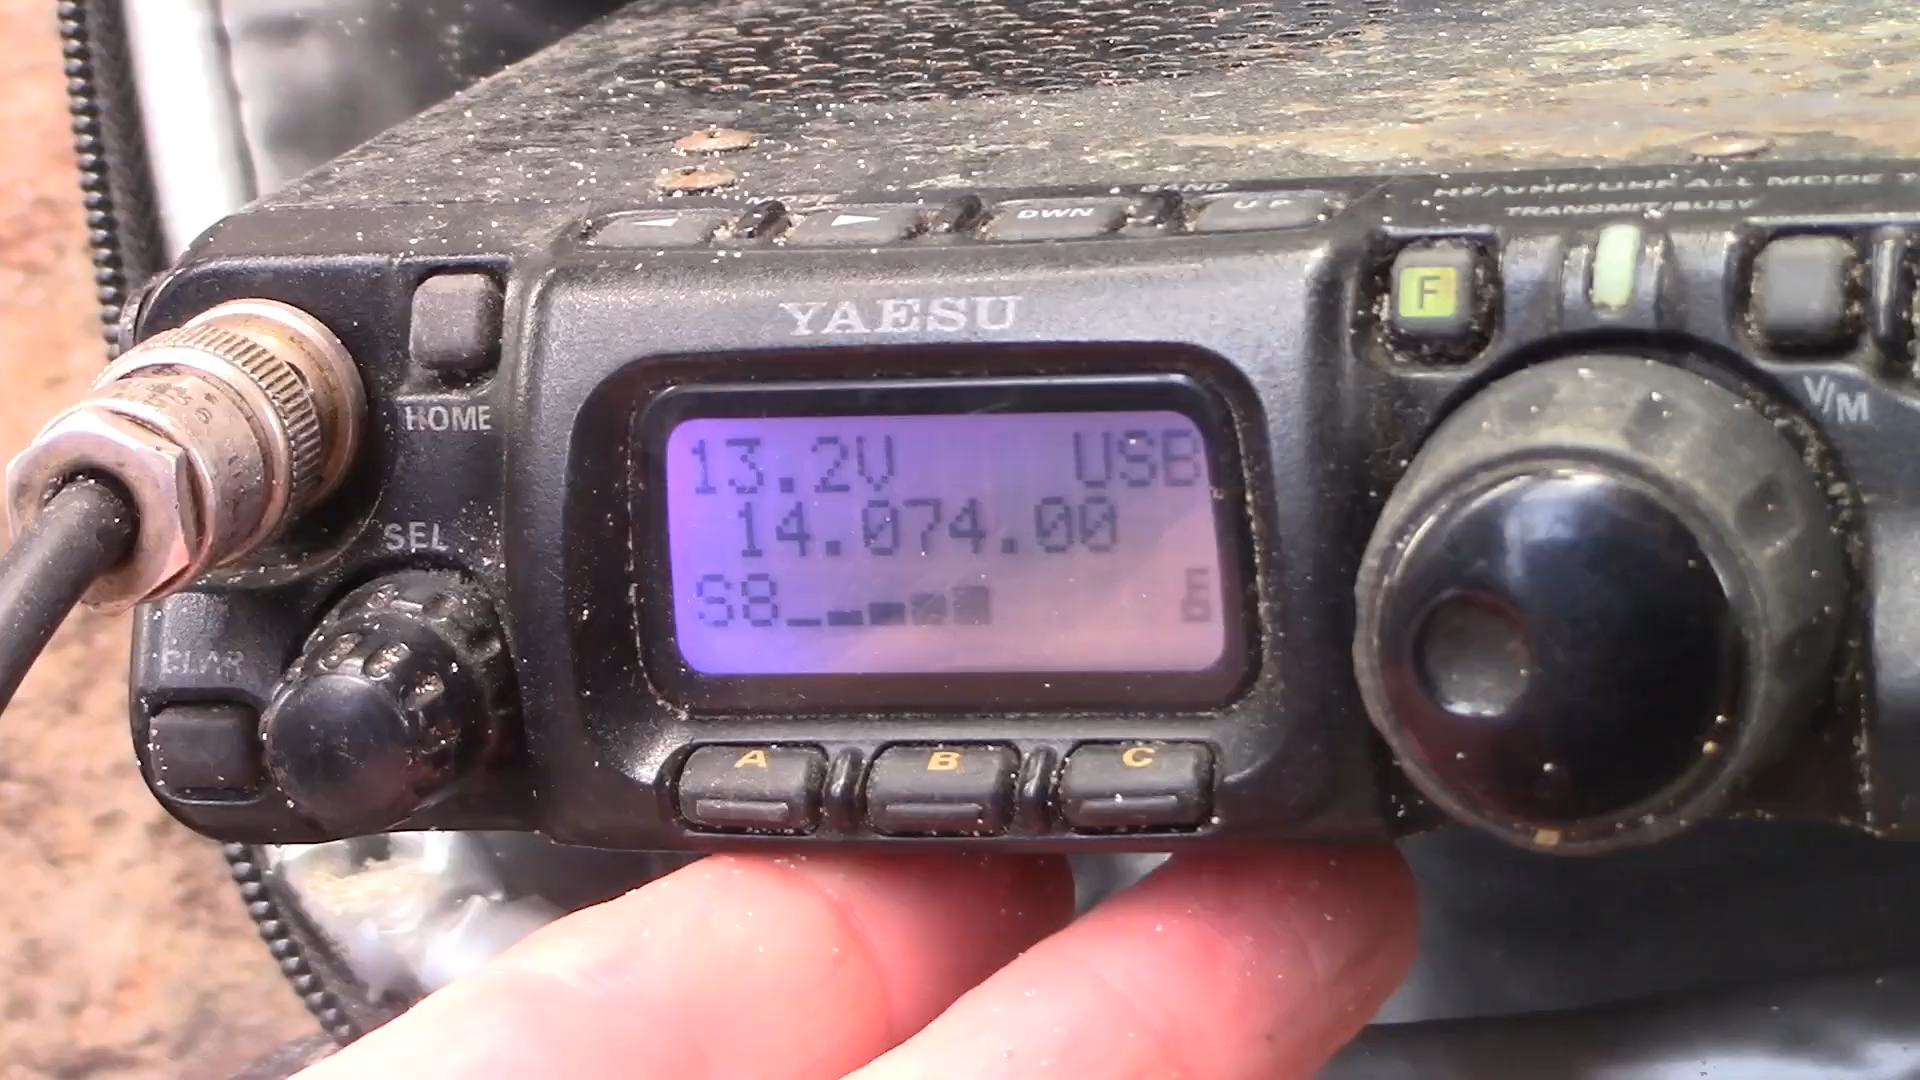 DWN
UP
HF/VHF/UHF ALL MODE
TRANSMIT/BUSY
F
YAESU
HOME
V/M
13.2V USB
14.074.00
S8
SEL
CLAR
A B C